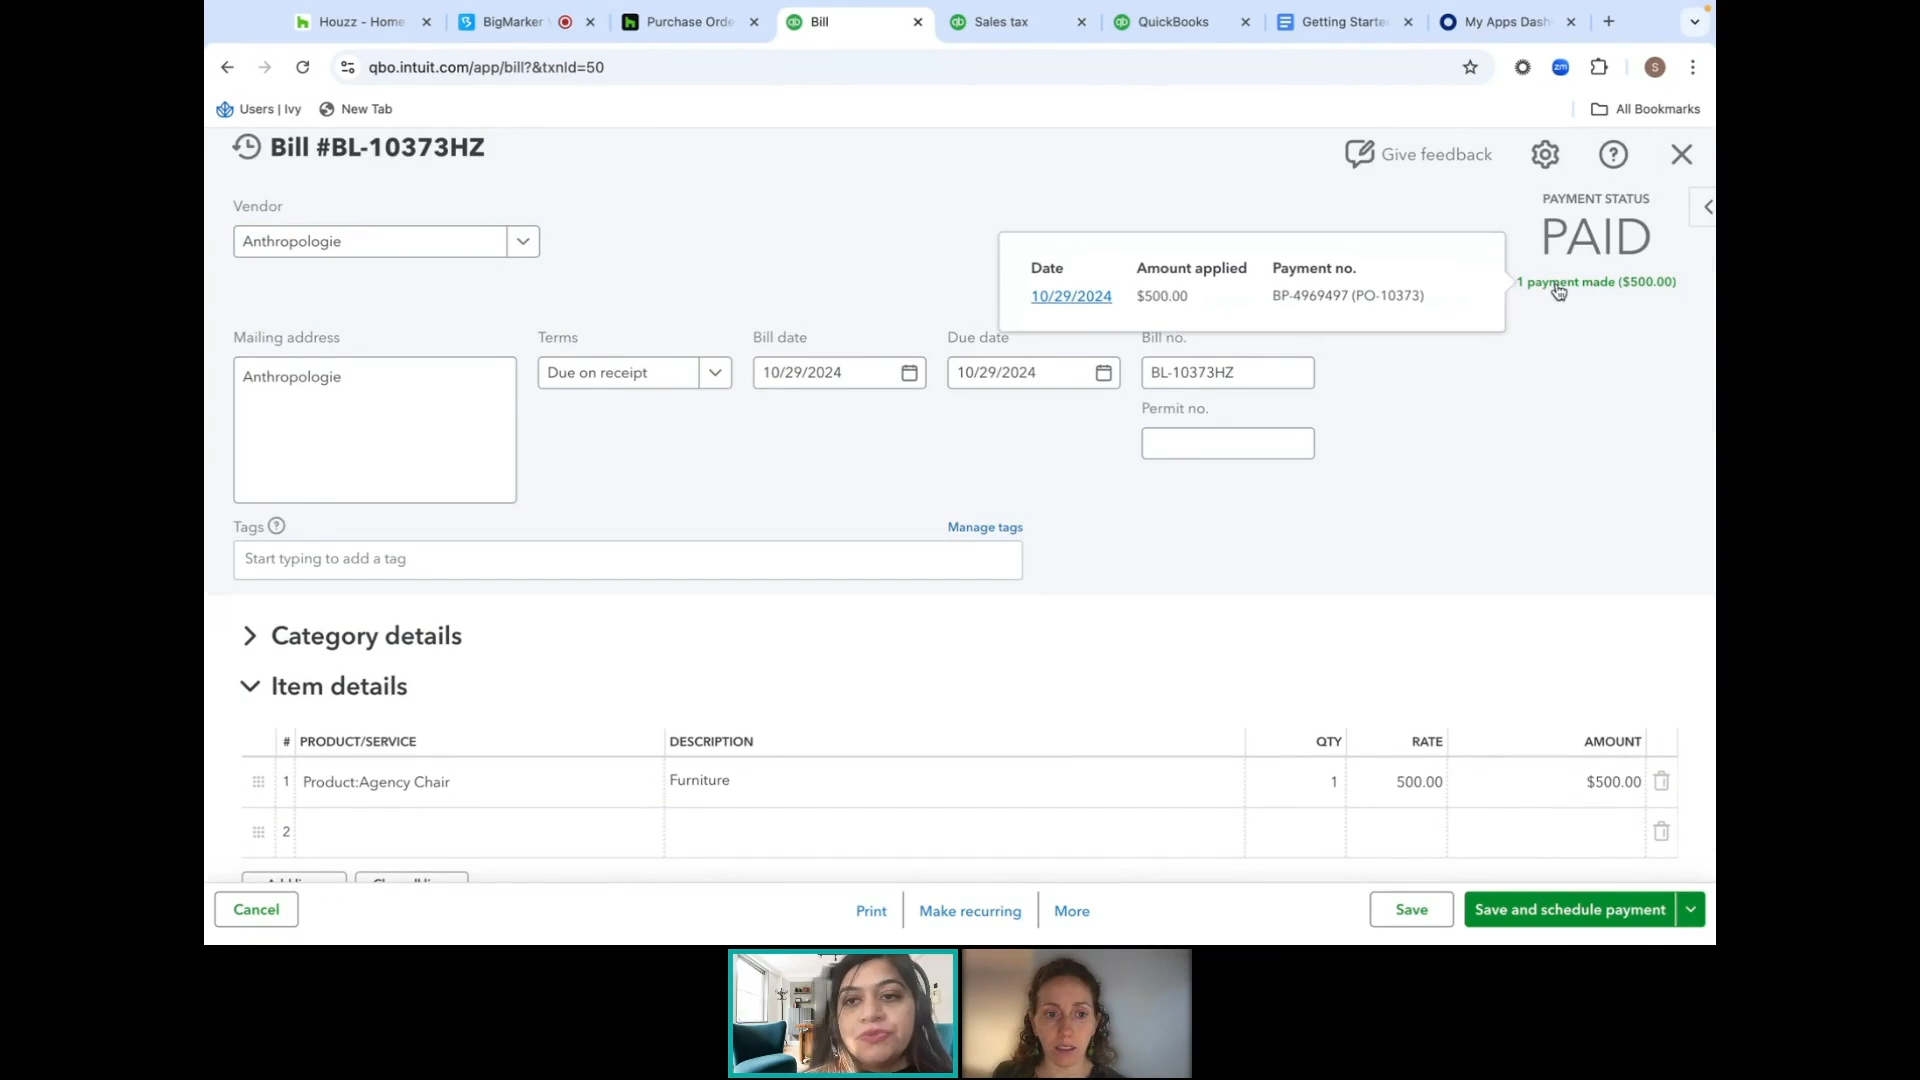 Houzz - Home
BigMarker
Purchase Orde
Bill
Sales tax
QuickBooks
Getting Starte
My Apps Dash
qbo.intuit.com/app/bill?&txnId=50
zm
S
Users | Ivy
New Tab
All Bookmarks
Bill #BL-10373HZ
Give feedback
Vendor
Anthropologie
PAYMENT STATUS
PAID
1 payment made ($500.00)
Date Amount applied Payment no.
10/29/2024 $500.00 BP-4969497 (PO-10373)
Mailing address
Anthropologie
Terms
Due on receipt
Bill date
10/29/2024
Due date
10/29/2024
Bill no.
BL-10373HZ
Permit no.
Tags
Manage tags
Start typing to add a tag
Category details
Item details
# PRODUCT/SERVICE DESCRIPTION QTY RATE AMOUNT
1 Product:Agency Chair Furniture 1 500.00 $500.00
2
Cancel
Print
Make recurring
More
Save
Save and schedule payment